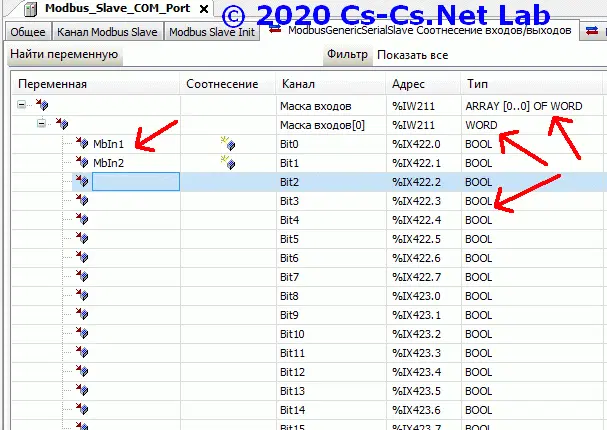 Modbus_Slave_COM_Port
© 2020 Cs-Cs.Net Lab
Общее Канал Modbus Slave Modbus Slave Init ModbusGenericSerialSlave Соотнесение входов/выходов
Найти переменную Фильтр Показать все
Переменная Соотнесение Канал Адрес Тип
Маска входов %IW211 ARRAY [0..0] OF WORD
Маска входов[0] %IW211 WORD
MbIn1 Bit0 %IX422.0 BOOL
MbIn2 Bit1 %IX422.1 BOOL
Bit2 %IX422.2 BOOL
Bit3 %IX422.3 BOOL
Bit4 %IX422.4 BOOL
Bit5 %IX422.5 BOOL
Bit6 %IX422.6 BOOL
Bit7 %IX422.7 BOOL
Bit8 %IX423.0 BOOL
Bit9 %IX423.1 BOOL
Bit10 %IX423.2 BOOL
Bit11 %IX423.3 BOOL
Bit12 %IX423.4 BOOL
Bit13 %IX423.5 BOOL
Bit14 %IX423.6 BOOL
Bit15 %IX423.7 BOOL